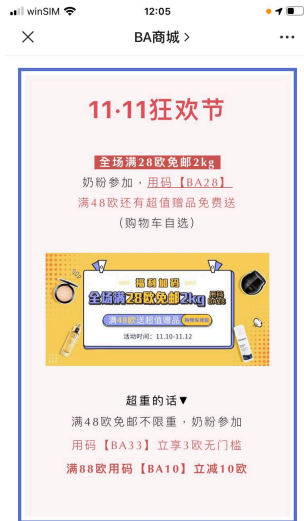 winSIM
12:05
BA商城 >
11·11狂欢节
全场满28欧免邮2kg
奶粉参加，用码【BA28】
满48欧还有超值赠品免费送
（购物车自选）
福利加码
全场满28欧免邮2kg
满48欧送超值赠品
活动时间：11.10-11.12
超重的话▼
满48欧免邮不限重，奶粉参加
用码【BA33】立享3欧无门槛
满88欧用码【BA10】立减10欧